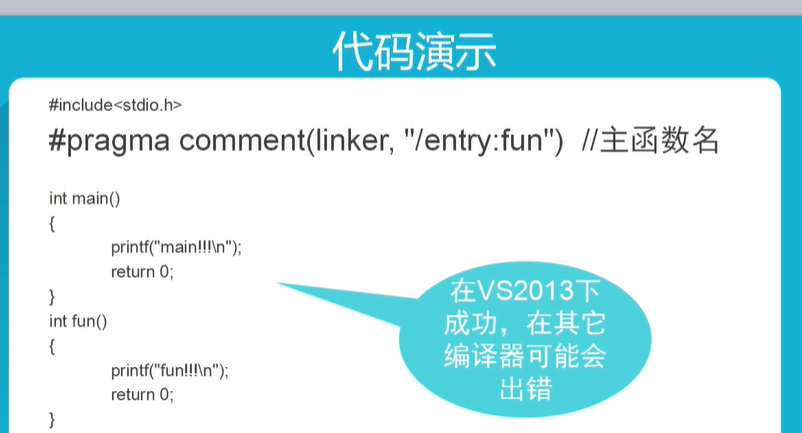 代码演示
#include<stdio.h>
#pragma comment(linker, "/entry:fun")  //主函数名
int main()
{
printf("main!!!\n");
return 0;
}
int fun()
{
printf("fun!!!\n");
return 0;
}
在VS2013下
成功，在其它
编译器可能会
出错